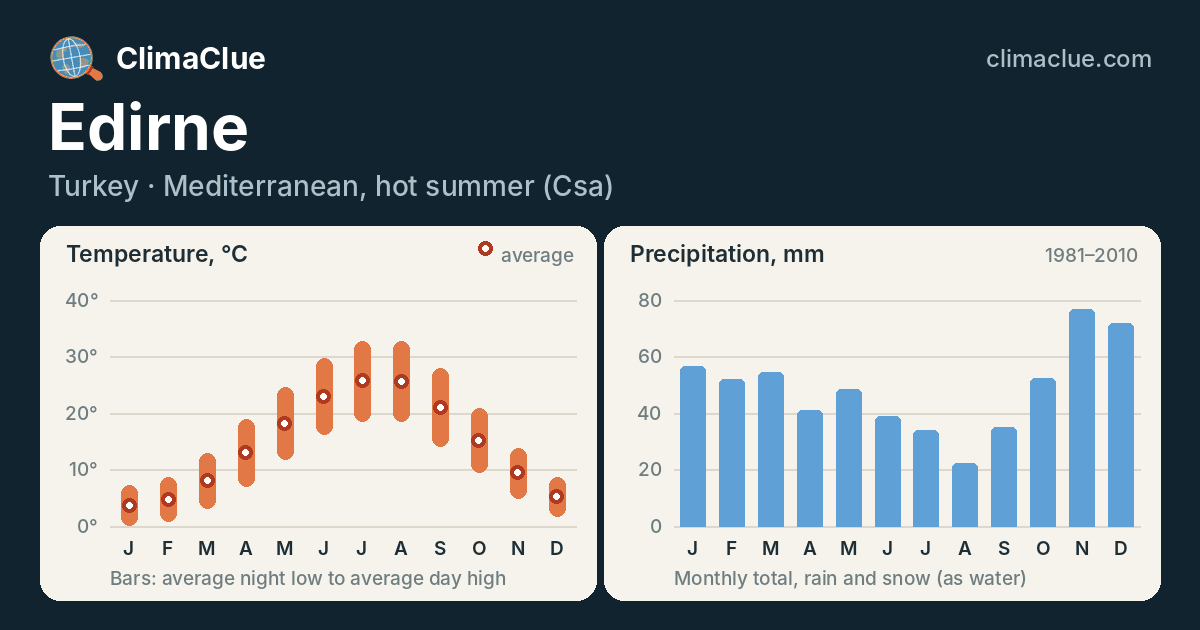 ClimaClue
climaclue.com
Edirne
Turkey · Mediterranean, hot summer (Csa)
Temperature, °C
average
40°
30°
20°
10°
0°
J F M A M J J A S O N D
Bars: average night low to average day high
Precipitation, mm
1981–2010
80
60
40
20
0
J F M A M J J A S O N D
Monthly total, rain and snow (as water)